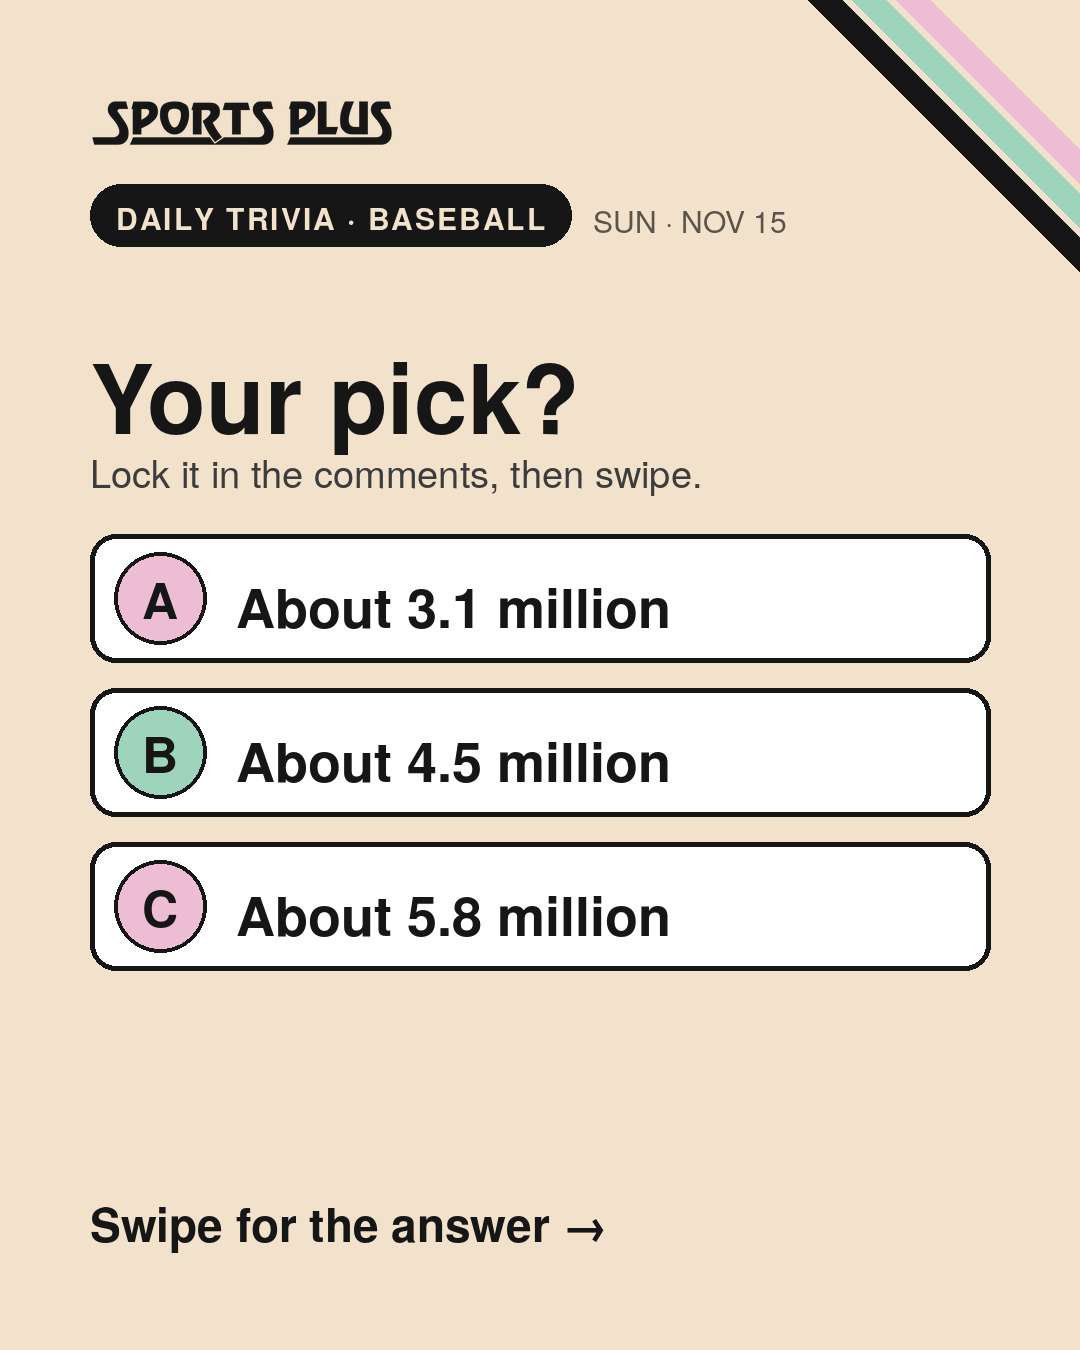 SPORTS PLUS
DAILY TRIVIA · BASEBALL
SUN · NOV 15
Your pick?
Lock it in the comments, then swipe.
A About 3.1 million
B About 4.5 million
C About 5.8 million
Swipe for the answer →